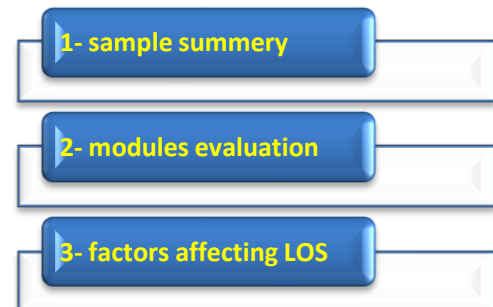 1- sample summery
2- modules evaluation
3- factors affecting LOS